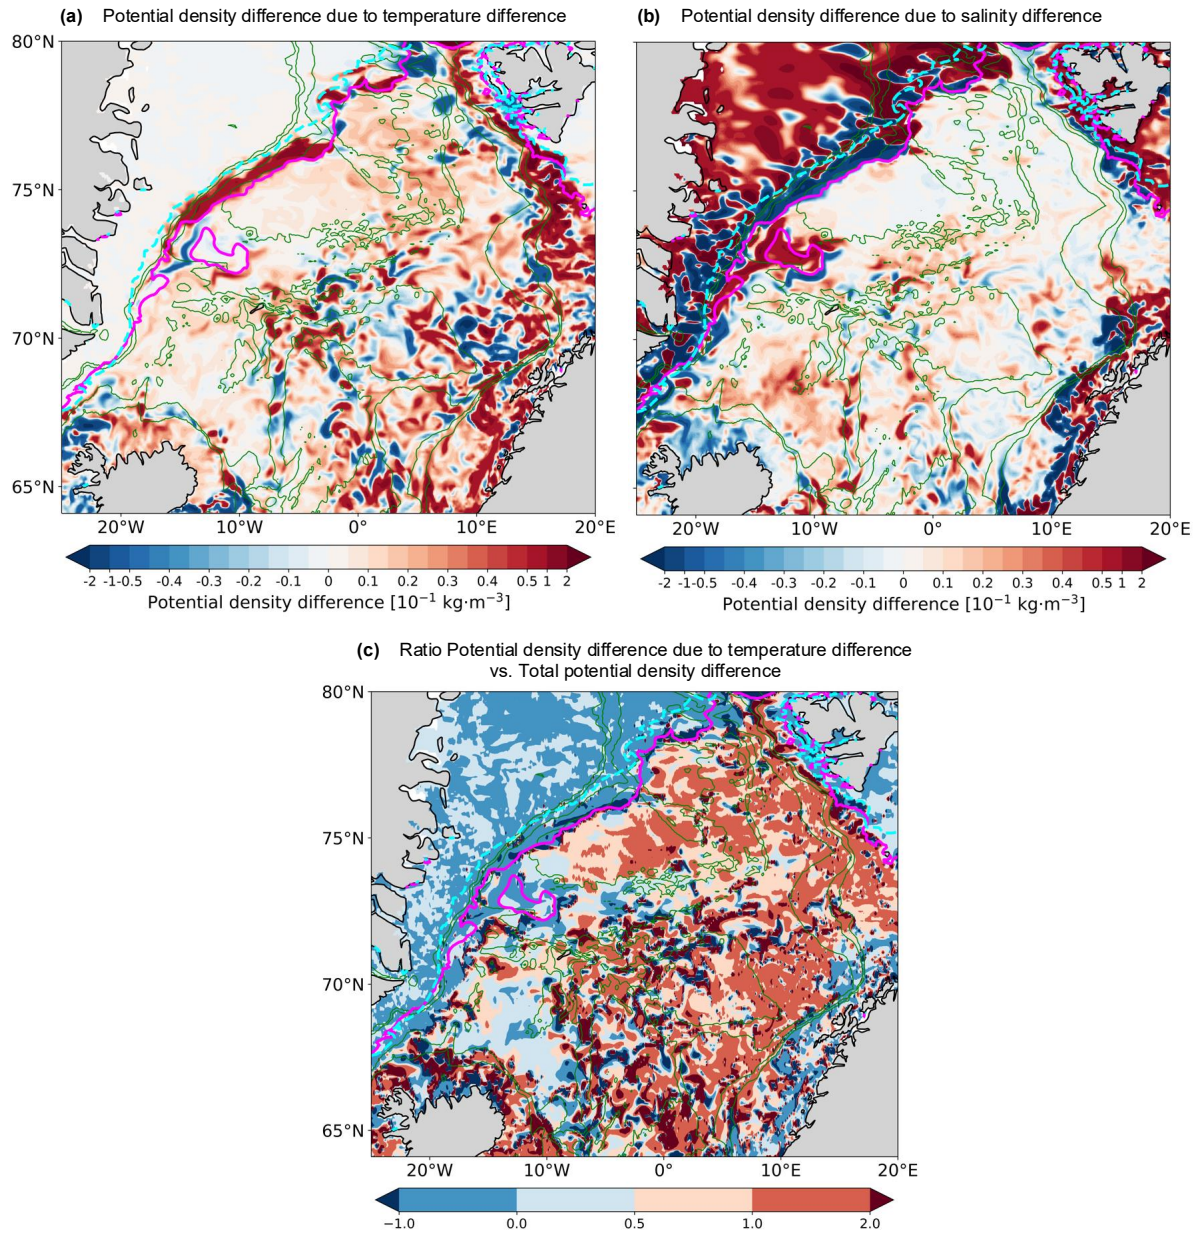 (a) Potential density difference due to temperature difference
(b) Potential density difference due to salinity difference
80°N
75°N
70°N
65°N
20°W 10°W 0° 10°E 20°E
20°W 10°W 0° 10°E 20°E
-2 -1 -0.5 -0.4 -0.3 -0.2 -0.1 0 0.1 0.2 0.3 0.4 0.5 1 2
Potential density difference [10⁻¹ kg·m⁻³]
-2 -1 -0.5 -0.4 -0.3 -0.2 -0.1 0 0.1 0.2 0.3 0.4 0.5 1 2
Potential density difference [10⁻¹ kg·m⁻³]
(c) Ratio Potential density difference due to temperature difference
vs. Total potential density difference
80°N
75°N
70°N
65°N
20°W 10°W 0° 10°E 20°E
−1.0 0.0 0.5 1.0 2.0